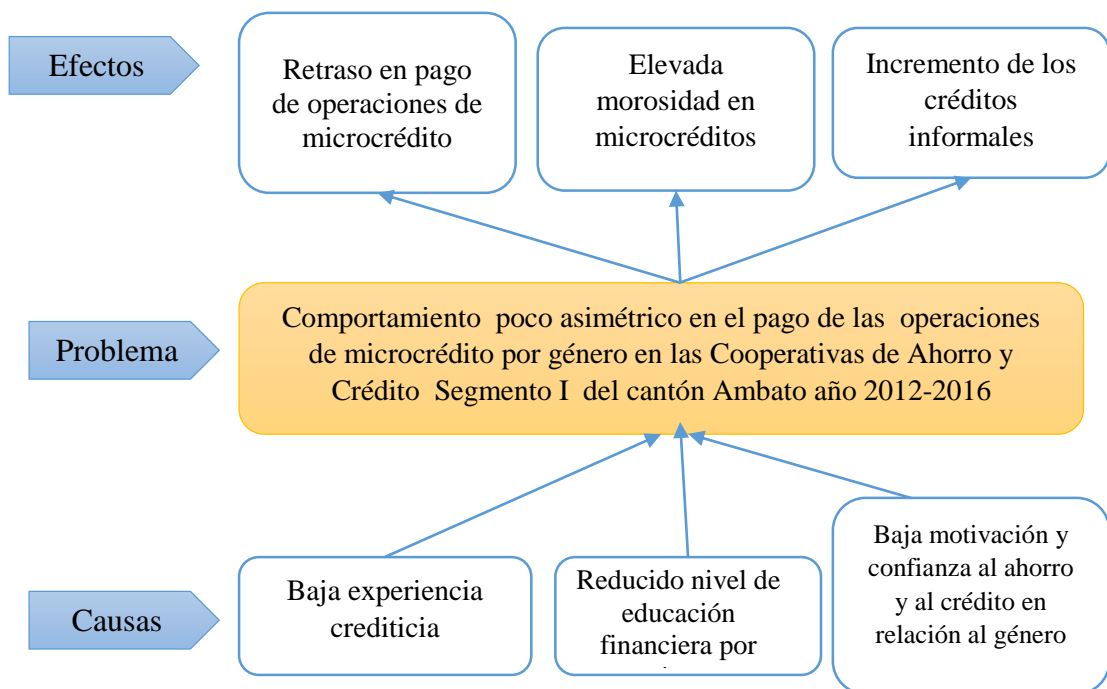 Efectos
Retraso en pago
de operaciones de
microcrédito
Elevada
morosidad en
microcréditos
Incremento de los
créditos
informales
Problema
Comportamiento poco asimétrico en el pago de las operaciones
de microcrédito por género en las Cooperativas de Ahorro y
Crédito Segmento I del cantón Ambato año 2012-2016
Causas
Baja experiencia
crediticia
Reducido nivel de
educación
financiera por
Baja motivación y
confianza al ahorro
y al crédito en
relación al género